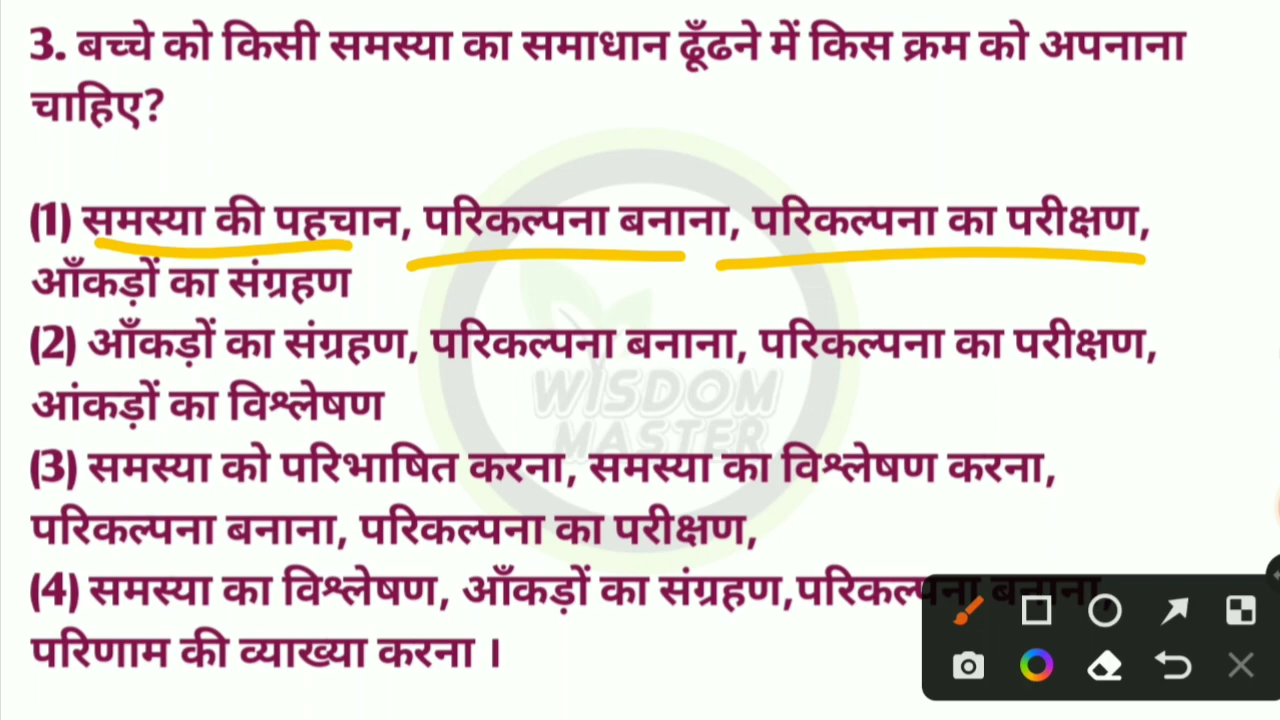 3. बच्चे को किसी समस्या का समाधान ढूँढने में किस क्रम को अपनाना
चाहिए?
(1) समस्या की पहचान, परिकल्पना बनाना, परिकल्पना का परीक्षण,
आँकड़ों का संग्रहण
(2) आँकड़ों का संग्रहण, परिकल्पना बनाना, परिकल्पना का परीक्षण,
आंकड़ों का विश्लेषण
WISDOM
MASTER
(3) समस्या को परिभाषित करना, समस्या का विश्लेषण करना,
परिकल्पना बनाना, परिकल्पना का परीक्षण,
(4) समस्या का विश्लेषण, आँकड़ों का संग्रहण,परिकल्पना बनाना,
परिणाम की व्याख्या करना ।